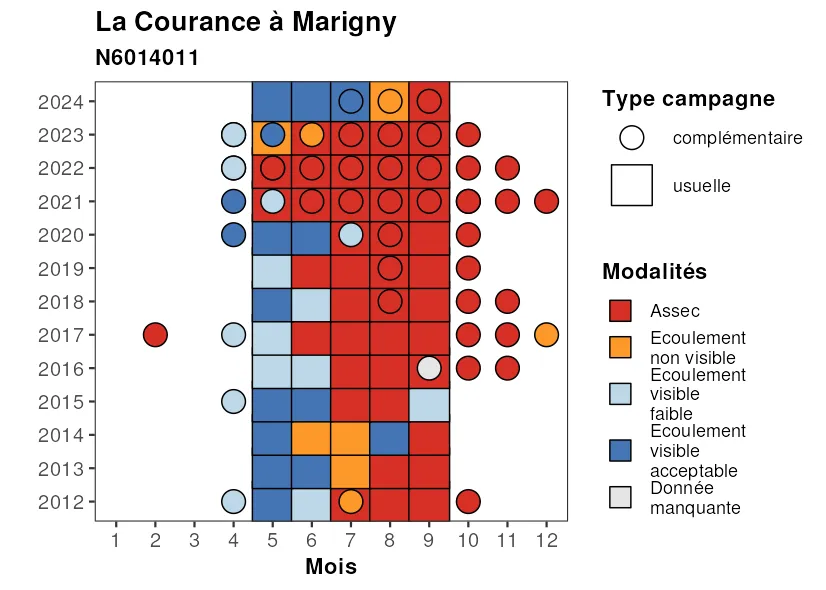 La Courance à Marigny
N6014011
2024
2023
2022
2021
2020
2019
2018
2017
2016
2015
2014
2013
2012
1 2 3 4 5 6 7 8 9 10 11 12
Mois
Type campagne
complémentaire
usuelle
Modalités
Assec
Ecoulement
non visible
Ecoulement
visible
faible
Ecoulement
visible
acceptable
Donnée
manquante